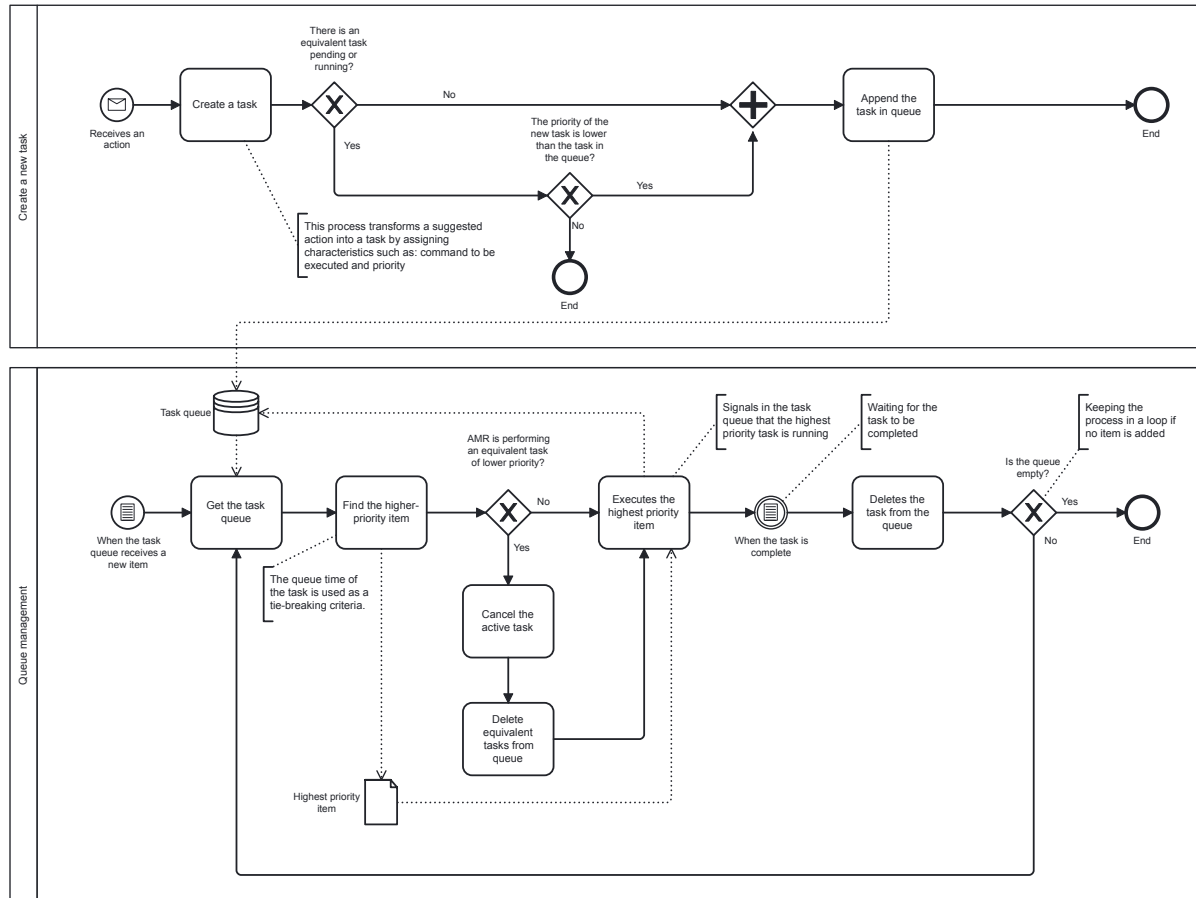 Create a new task
There is an
equivalent task
pending or
running?
Receives an
action
Create a task
No
Yes
The priority of the
new task is lower
than the task in
the queue?
Yes
No
End
Append the
task in queue
End
This process transforms a suggested
action into a task by assigning
characteristics such as: command to be
executed and priority
Queue management
Task queue
When the task
queue receives a
new item
Get the task
queue
Find the higher-
priority item
The queue time of
the task is used as a
tie-breaking criteria.
AMR is performing
an equivalent task
of lower priority?
No
Yes
Cancel the
active task
Delete
equivalent
tasks from
queue
Highest priority
item
Executes the
highest priority
item
Signals in the task
queue that the highest
priority task is running
Waiting for the
task to be
completed
When the task is
complete
Deletes the
task from the
queue
Is the queue
empty?
Keeping the
process in a loop if
no item is added
Yes
No
End